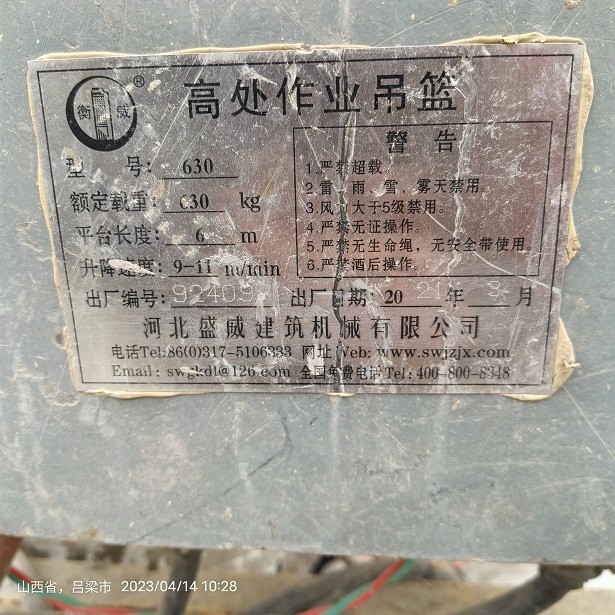 衡 威 ®
高处作业吊篮
型 号: 630
额定载重: 630 kg
平台长度: 6 m
升降速度: 9-11 m/min
警 告
1.严禁超载。
2.雷、雨、雪、雾天禁用。
3.风力大于5级禁用。
4.严禁无证操作。
5.严禁无生命绳，无安全带使用。
6.严禁酒后操作。
出厂编号: 92409 出厂日期: 20 21 年 3 月
河北盛威建筑机械有限公司
电话Tel:86(0)317-5106333 网址Web: www.swjzjx.com
Email: swgkdl@126.com 全国免费电话Tel: 400-800-8348
山西省，吕梁市 2023/04/14 10:28